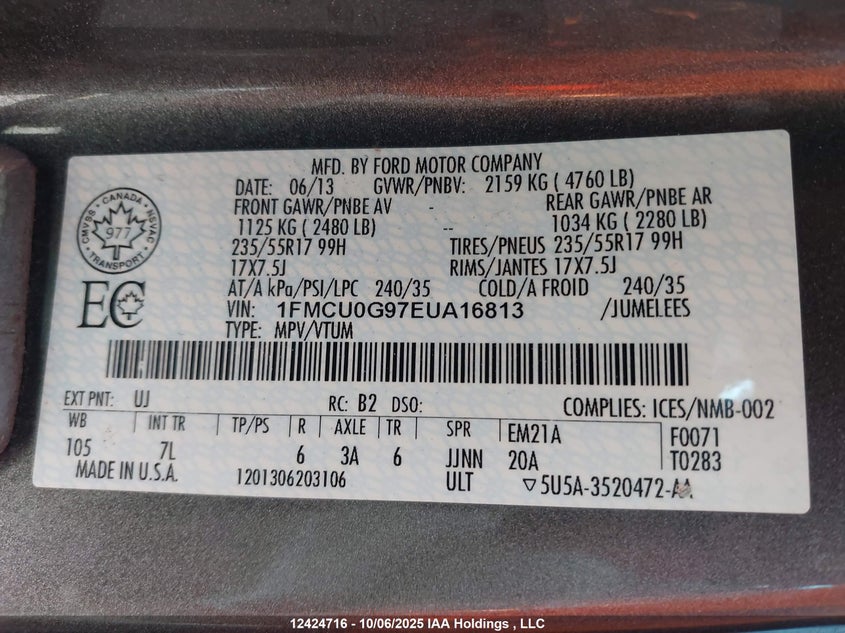 MFD. BY FORD MOTOR COMPANY
DATE: 06/13 GVWR/PNBV: 2159 KG ( 4760 LB)
FRONT GAWR/PNBE AV - REAR GAWR/PNBE AR
1125 KG ( 2480 LB) -- 1034 KG ( 2280 LB)
235/55R17 99H TIRES/PNEUS 235/55R17 99H
17X7.5J RIMS/JANTES 17X7.5J
AT/A kPa/PSI/LPC 240/35 COLD/A FROID 240/35
VIN: 1FMCU0G97EUA16813 /JUMELEES
TYPE: MPV/VTUM
CANADA
CMVSS NSVAC
977
TRANSPORT
EC
EXT PNT: UJ RC: B2 DSO: COMPLIES: ICES/NMB-002
WB INT TR TP/PS R AXLE TR SPR EM21A F0071
105 7L 6 3A 6 JJNN 20A T0283
MADE IN U.S.A. 1201306203106 ULT ▽5U5A-3520472-AA
12424716 - 10/06/2025 IAA Holdings , LLC